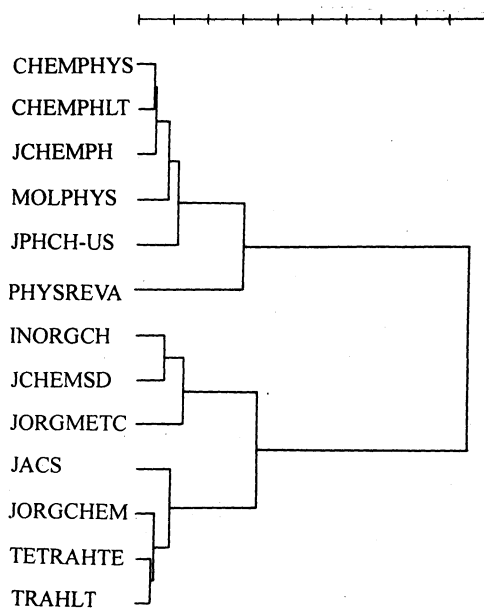 CHEMPHYS
CHEMPHLT
JCHEMPH
MOLPHYS
JPHCH-US
PHYSREVA
INORGCH
JCHEMSD
JORGMETC
JACS
JORGCHEM
TETRAHTE
TRAHLT